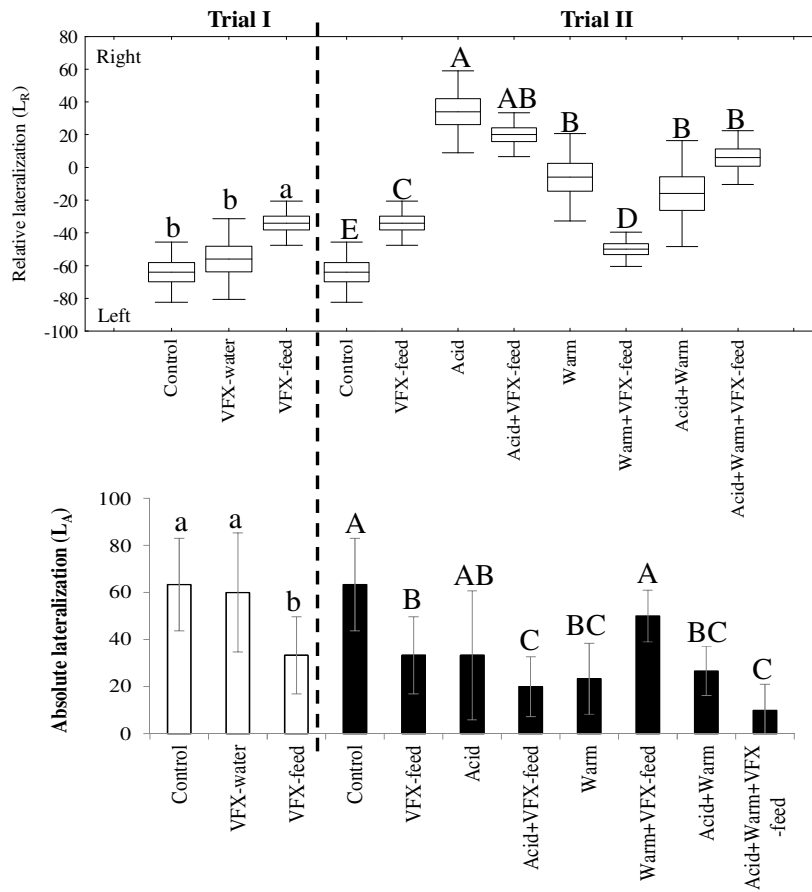 Trial I
Trial II
Relative lateralization (LR)
80
60
40
20
0
-20
-40
-60
-80
-100
Right
Left
b
b
a
E
C
A
AB
B
D
B
B
Control
VFX-water
VFX-feed
Control
VFX-feed
Acid
Acid+VFX-feed
Warm
Warm+VFX-feed
Acid+Warm
Acid+Warm+VFX-feed
Absolute lateralization (LA)
100
80
60
40
20
0
a
a
b
A
B
AB
C
BC
A
BC
C
Control
VFX-water
VFX-feed
Control
VFX-feed
Acid
Acid+VFX-feed
Warm
Warm+VFX-feed
Acid+Warm
Acid+Warm+VFX
-feed